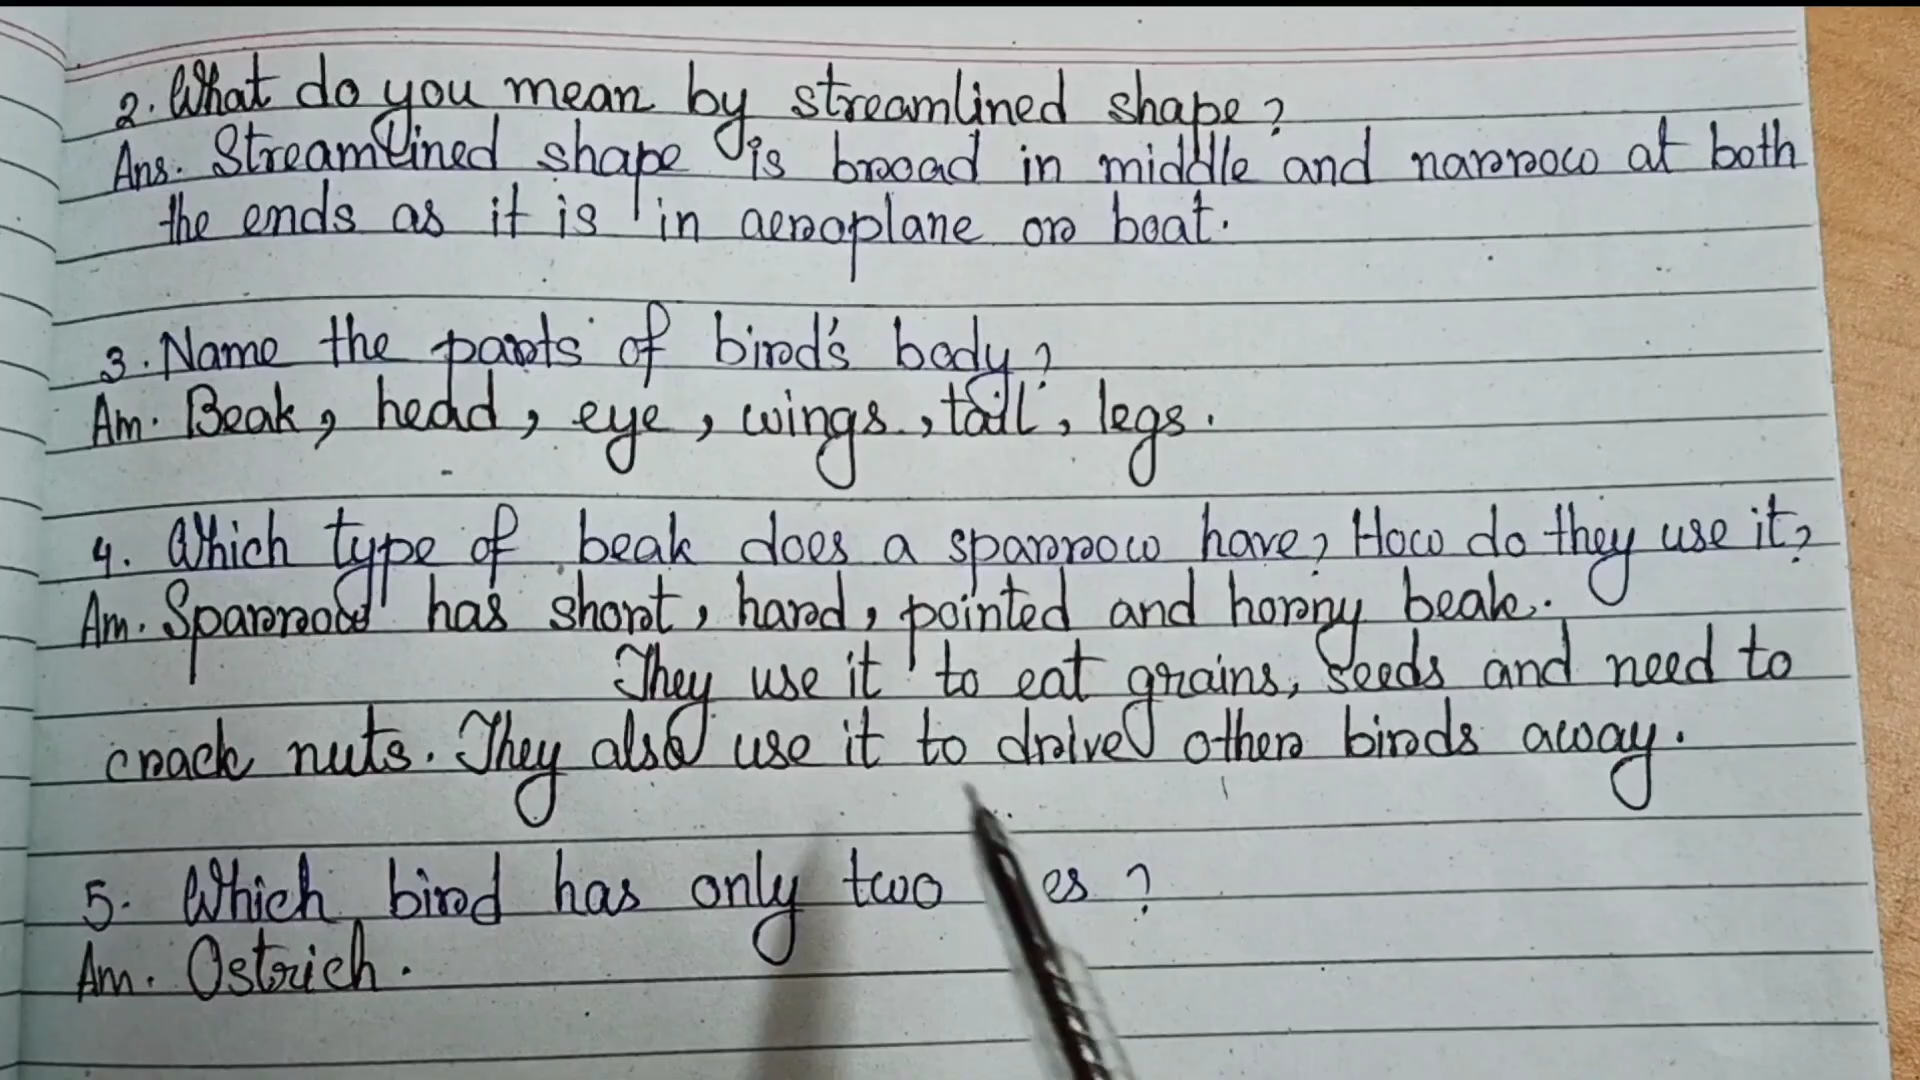 2. What do you mean by streamlined shape?
Ans. Streamlined shape is broad in middle and narrow at both
the ends as it is in aeroplane or boat.
3. Name the parts of bird's body?
Ans. Beak, head, eye, wings, tail, legs.
4. Which type of beak does a sparrow have? How do they use it?
Ans. Sparrow has short, hard, pointed and horny beak.
They use it to eat grains, seeds and need to
crack nuts. They also use it to drive other birds away.
5. Which bird has only two es?
Ans. Ostrich.